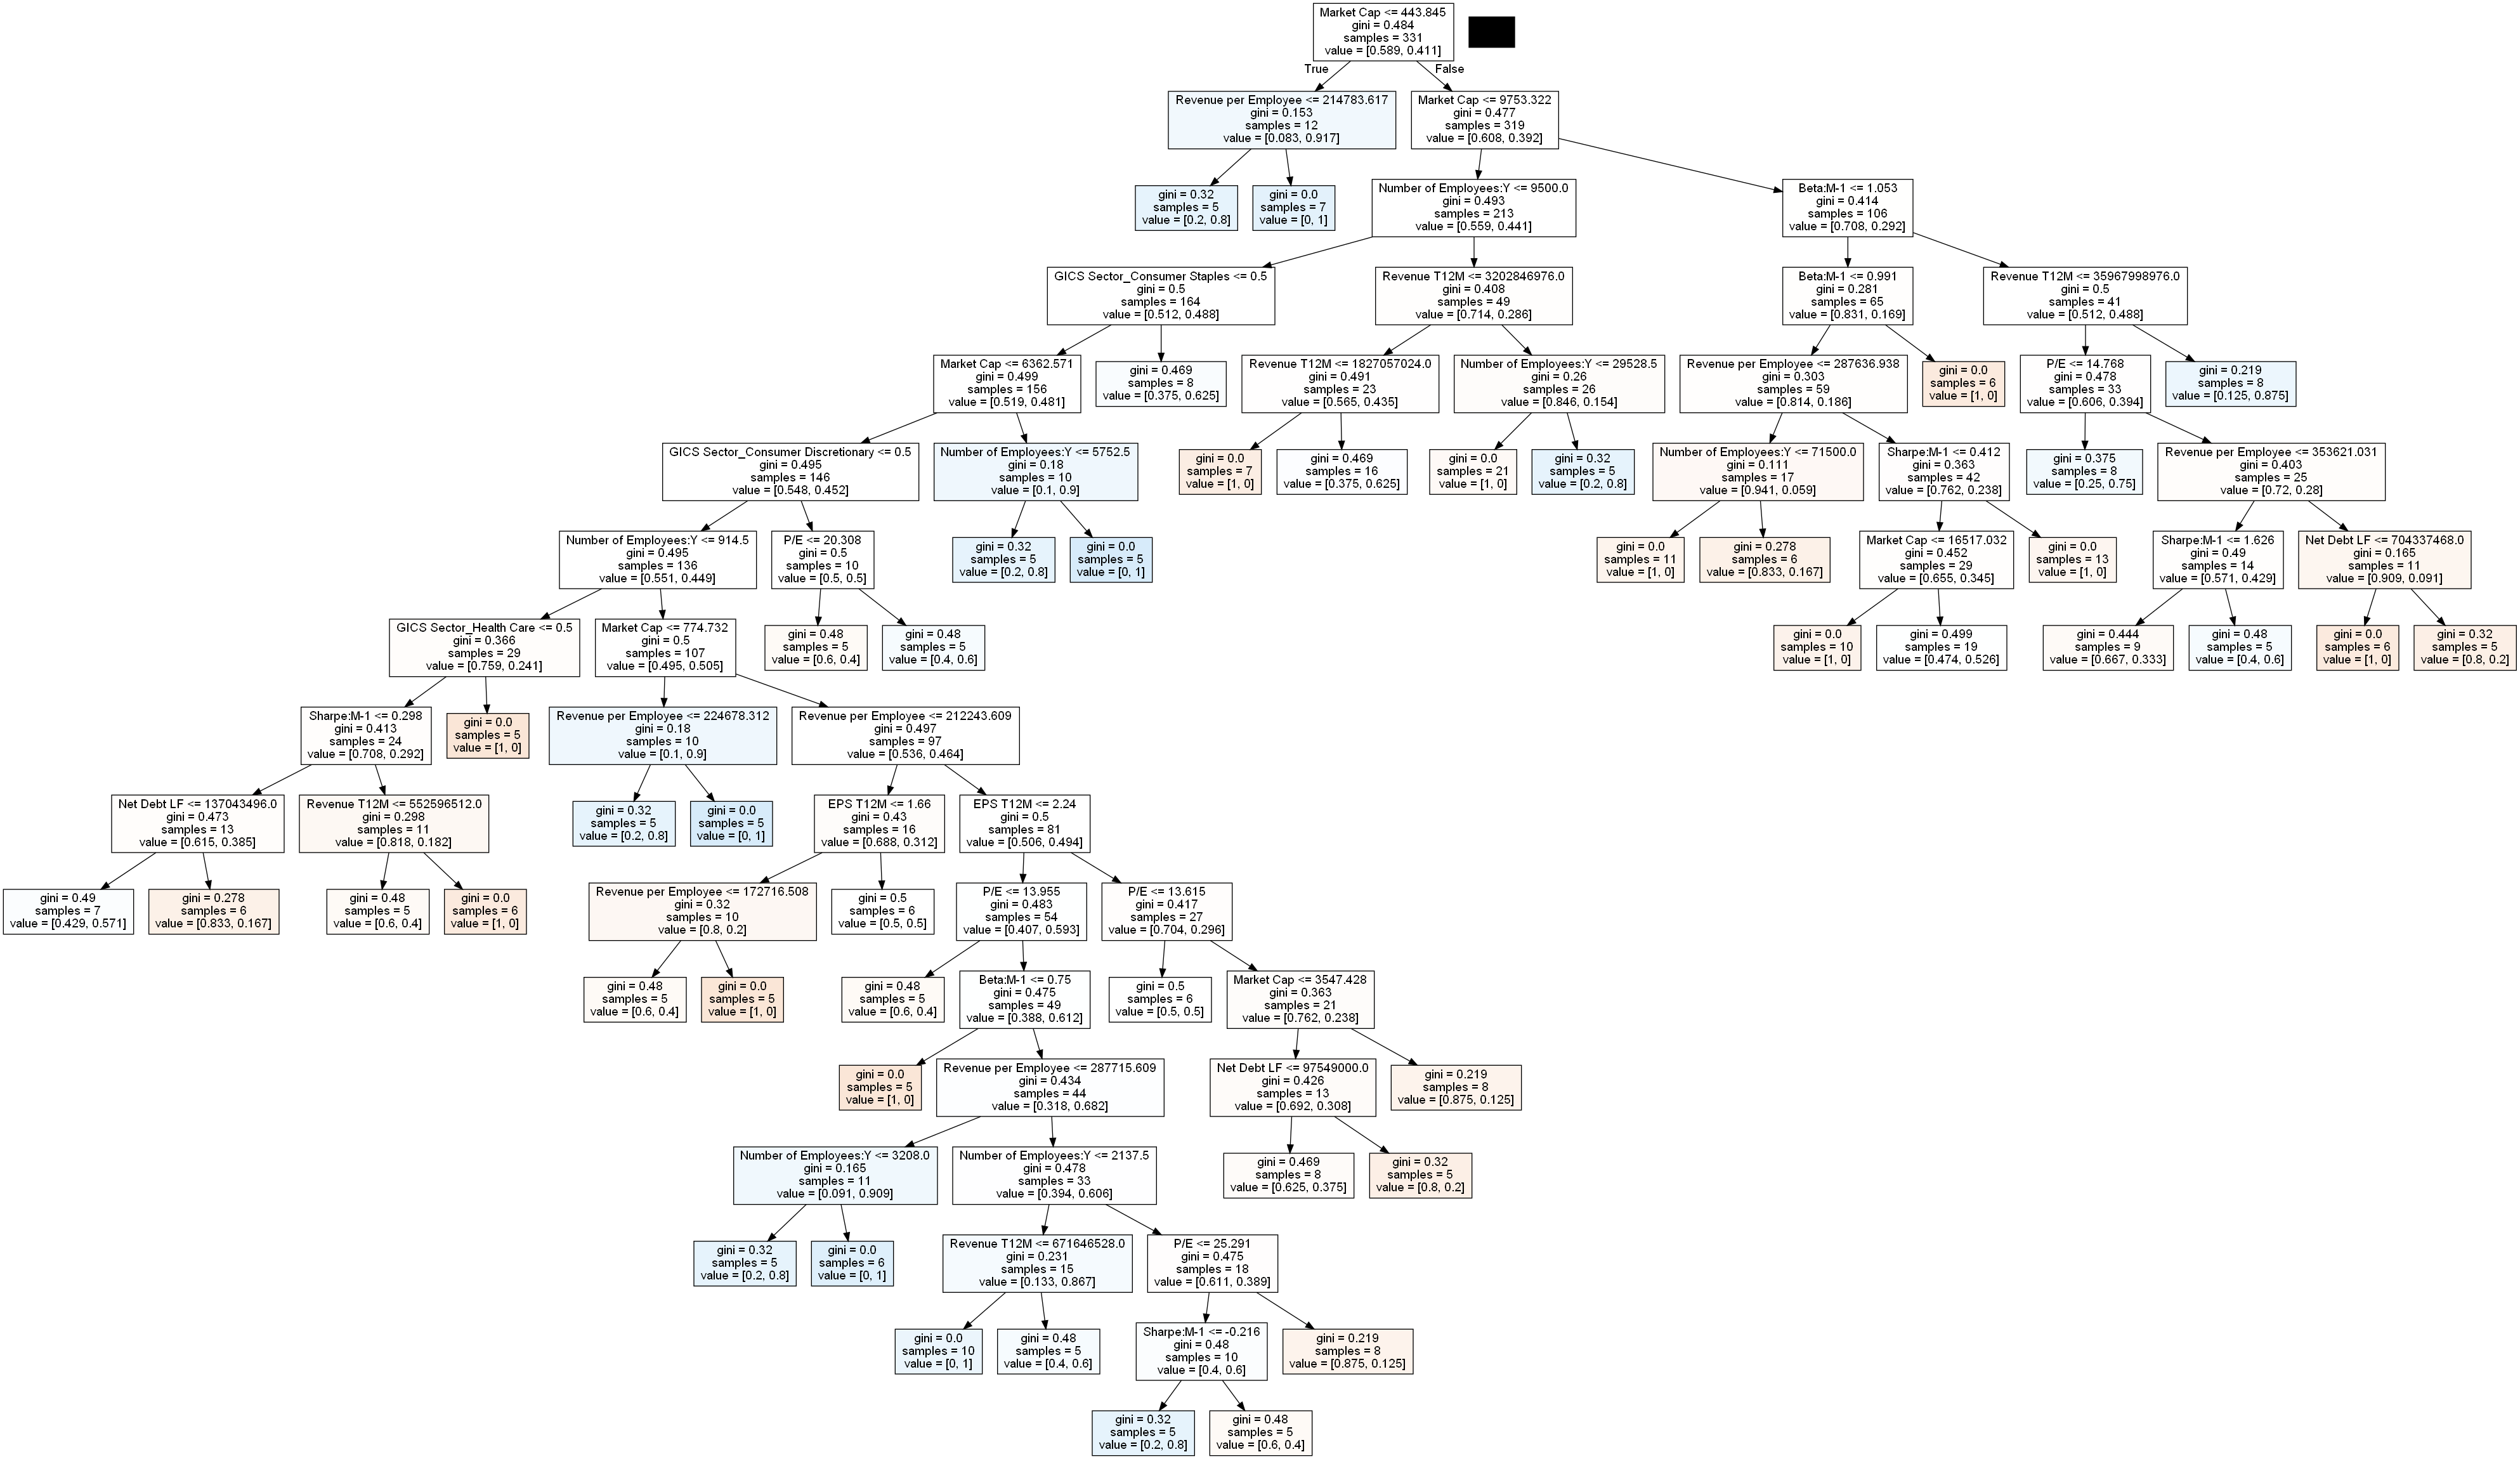 Market Cap <= 443.845
gini = 0.484
samples = 331
value = [0.589, 0.411]
True
False
Revenue per Employee <= 214783.617
gini = 0.153
samples = 12
value = [0.083, 0.917]
Market Cap <= 9753.322
gini = 0.477
samples = 319
value = [0.608, 0.392]
gini = 0.32
samples = 5
value = [0.2, 0.8]
gini = 0.0
samples = 7
value = [0, 1]
Number of Employees:Y <= 9500.0
gini = 0.493
samples = 213
value = [0.559, 0.441]
Beta:M-1 <= 1.053
gini = 0.414
samples = 106
value = [0.708, 0.292]
GICS Sector_Consumer Staples <= 0.5
gini = 0.5
samples = 164
value = [0.512, 0.488]
Revenue T12M <= 3202846976.0
gini = 0.408
samples = 49
value = [0.714, 0.286]
Beta:M-1 <= 0.991
gini = 0.281
samples = 65
value = [0.831, 0.169]
Revenue T12M <= 35967998976.0
gini = 0.5
samples = 41
value = [0.512, 0.488]
Market Cap <= 6362.571
gini = 0.499
samples = 156
value = [0.519, 0.481]
gini = 0.469
samples = 8
value = [0.375, 0.625]
Revenue T12M <= 1827057024.0
gini = 0.491
samples = 23
value = [0.565, 0.435]
Number of Employees:Y <= 29528.5
gini = 0.26
samples = 26
value = [0.846, 0.154]
Revenue per Employee <= 287636.938
gini = 0.303
samples = 59
value = [0.814, 0.186]
gini = 0.0
samples = 6
value = [1, 0]
P/E <= 14.768
gini = 0.478
samples = 33
value = [0.606, 0.394]
gini = 0.219
samples = 8
value = [0.125, 0.875]
GICS Sector_Consumer Discretionary <= 0.5
gini = 0.495
samples = 146
value = [0.548, 0.452]
Number of Employees:Y <= 5752.5
gini = 0.18
samples = 10
value = [0.1, 0.9]
gini = 0.0
samples = 7
value = [1, 0]
gini = 0.469
samples = 16
value = [0.375, 0.625]
gini = 0.0
samples = 21
value = [1, 0]
gini = 0.32
samples = 5
value = [0.2, 0.8]
Number of Employees:Y <= 71500.0
gini = 0.111
samples = 17
value = [0.941, 0.059]
Sharpe:M-1 <= 0.412
gini = 0.363
samples = 42
value = [0.762, 0.238]
gini = 0.375
samples = 8
value = [0.25, 0.75]
Revenue per Employee <= 353621.031
gini = 0.403
samples = 25
value = [0.72, 0.28]
Number of Employees:Y <= 914.5
gini = 0.495
samples = 136
value = [0.551, 0.449]
P/E <= 20.308
gini = 0.5
samples = 10
value = [0.5, 0.5]
gini = 0.32
samples = 5
value = [0.2, 0.8]
gini = 0.0
samples = 5
value = [0, 1]
gini = 0.0
samples = 11
value = [1, 0]
gini = 0.278
samples = 6
value = [0.833, 0.167]
Market Cap <= 16517.032
gini = 0.452
samples = 29
value = [0.655, 0.345]
gini = 0.0
samples = 13
value = [1, 0]
Sharpe:M-1 <= 1.626
gini = 0.49
samples = 14
value = [0.571, 0.429]
Net Debt LF <= 704337468.0
gini = 0.165
samples = 11
value = [0.909, 0.091]
GICS Sector_Health Care <= 0.5
gini = 0.366
samples = 29
value = [0.759, 0.241]
Market Cap <= 774.732
gini = 0.5
samples = 107
value = [0.495, 0.505]
gini = 0.48
samples = 5
value = [0.6, 0.4]
gini = 0.48
samples = 5
value = [0.4, 0.6]
gini = 0.0
samples = 10
value = [1, 0]
gini = 0.499
samples = 19
value = [0.474, 0.526]
gini = 0.444
samples = 9
value = [0.667, 0.333]
gini = 0.48
samples = 5
value = [0.4, 0.6]
gini = 0.0
samples = 6
value = [1, 0]
gini = 0.32
samples = 5
value = [0.8, 0.2]
Sharpe:M-1 <= 0.298
gini = 0.413
samples = 24
value = [0.708, 0.292]
gini = 0.0
samples = 5
value = [1, 0]
Revenue per Employee <= 224678.312
gini = 0.18
samples = 10
value = [0.1, 0.9]
Revenue per Employee <= 212243.609
gini = 0.497
samples = 97
value = [0.536, 0.464]
Net Debt LF <= 137043496.0
gini = 0.473
samples = 13
value = [0.615, 0.385]
Revenue T12M <= 552596512.0
gini = 0.298
samples = 11
value = [0.818, 0.182]
gini = 0.32
samples = 5
value = [0.2, 0.8]
gini = 0.0
samples = 5
value = [0, 1]
EPS T12M <= 1.66
gini = 0.43
samples = 16
value = [0.688, 0.312]
EPS T12M <= 2.24
gini = 0.5
samples = 81
value = [0.506, 0.494]
gini = 0.49
samples = 7
value = [0.429, 0.571]
gini = 0.278
samples = 6
value = [0.833, 0.167]
gini = 0.48
samples = 5
value = [0.6, 0.4]
gini = 0.0
samples = 6
value = [1, 0]
Revenue per Employee <= 172716.508
gini = 0.32
samples = 10
value = [0.8, 0.2]
gini = 0.5
samples = 6
value = [0.5, 0.5]
P/E <= 13.955
gini = 0.483
samples = 54
value = [0.407, 0.593]
P/E <= 13.615
gini = 0.417
samples = 27
value = [0.704, 0.296]
gini = 0.48
samples = 5
value = [0.6, 0.4]
gini = 0.0
samples = 5
value = [1, 0]
gini = 0.48
samples = 5
value = [0.6, 0.4]
Beta:M-1 <= 0.75
gini = 0.475
samples = 49
value = [0.388, 0.612]
gini = 0.5
samples = 6
value = [0.5, 0.5]
Market Cap <= 3547.428
gini = 0.363
samples = 21
value = [0.762, 0.238]
gini = 0.0
samples = 5
value = [1, 0]
Revenue per Employee <= 287715.609
gini = 0.434
samples = 44
value = [0.318, 0.682]
Net Debt LF <= 97549000.0
gini = 0.426
samples = 13
value = [0.692, 0.308]
gini = 0.219
samples = 8
value = [0.875, 0.125]
Number of Employees:Y <= 3208.0
gini = 0.165
samples = 11
value = [0.091, 0.909]
Number of Employees:Y <= 2137.5
gini = 0.478
samples = 33
value = [0.394, 0.606]
gini = 0.469
samples = 8
value = [0.625, 0.375]
gini = 0.32
samples = 5
value = [0.8, 0.2]
gini = 0.32
samples = 5
value = [0.2, 0.8]
gini = 0.0
samples = 6
value = [0, 1]
Revenue T12M <= 671646528.0
gini = 0.231
samples = 15
value = [0.133, 0.867]
P/E <= 25.291
gini = 0.475
samples = 18
value = [0.611, 0.389]
gini = 0.0
samples = 10
value = [0, 1]
gini = 0.48
samples = 5
value = [0.4, 0.6]
Sharpe:M-1 <= -0.216
gini = 0.48
samples = 10
value = [0.4, 0.6]
gini = 0.219
samples = 8
value = [0.875, 0.125]
gini = 0.32
samples = 5
value = [0.2, 0.8]
gini = 0.48
samples = 5
value = [0.6, 0.4]